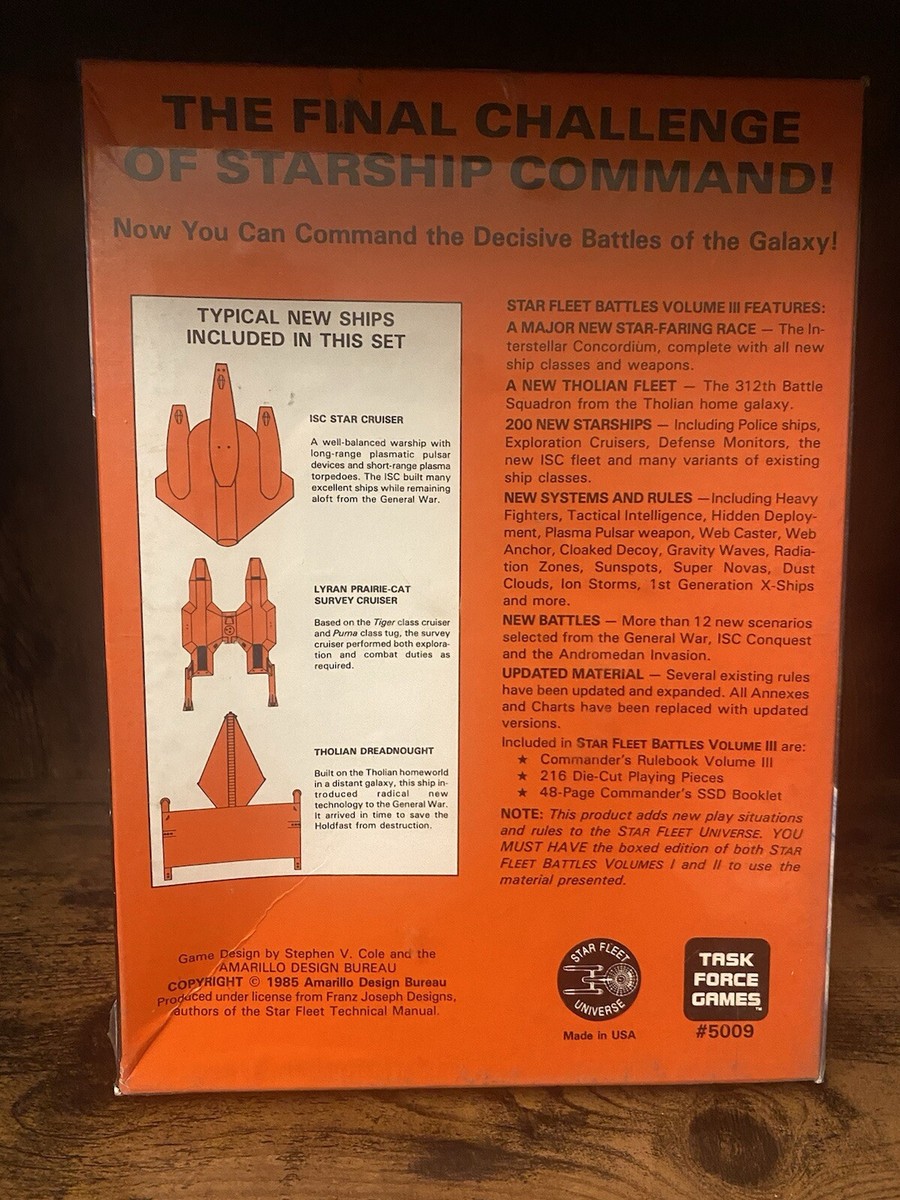 THE FINAL CHALLENGE
OF STARSHIP COMMAND!
Now You Can Command the Decisive Battles of the Galaxy!
TYPICAL NEW SHIPS
INCLUDED IN THIS SET
ISC STAR CRUISER
A well-balanced warship with
long-range plasmatic pulsar
devices and short-range plasma
torpedoes. The ISC built many
excellent ships while remaining
aloft from the General War.
LYRAN PRAIRIE-CAT
SURVEY CRUISER
Based on the Tiger class cruiser
and Puma class tug, the survey
cruiser performed both explora-
tion and combat duties as
required.
THOLIAN DREADNOUGHT
Built on the Tholian homeworld
in a distant galaxy, this ship in-
troduced radical new
technology to the General War.
It arrived in time to save the
Holdfast from destruction.
STAR FLEET BATTLES VOLUME III FEATURES:
A MAJOR NEW STAR-FARING RACE — The In-
terstellar Concordium, complete with all new
ship classes and weapons.
A NEW THOLIAN FLEET — The 312th Battle
Squadron from the Tholian home galaxy.
200 NEW STARSHIPS — Including Police ships,
Exploration Cruisers, Defense Monitors, the
new ISC fleet and many variants of existing
ship classes.
NEW SYSTEMS AND RULES —Including Heavy
Fighters, Tactical Intelligence, Hidden Deploy-
ment, Plasma Pulsar weapon, Web Caster, Web
Anchor, Cloaked Decoy, Gravity Waves, Radia-
tion Zones, Sunspots, Super Novas, Dust
Clouds, Ion Storms, 1st Generation X-Ships
and more.
NEW BATTLES — More than 12 new scenarios
selected from the General War, ISC Conquest
and the Andromedan Invasion.
UPDATED MATERIAL — Several existing rules
have been updated and expanded. All Annexes
and Charts have been replaced with updated
versions.
Included in STAR FLEET BATTLES VOLUME III are:
★ Commander's Rulebook Volume III
★ 216 Die-Cut Playing Pieces
★ 48-Page Commander's SSD Booklet
NOTE: This product adds new play situations
and rules to the STAR FLEET UNIVERSE. YOU
MUST HAVE the boxed edition of both STAR
FLEET BATTLES VOLUMES I and II to use the
material presented.
Game Design by Stephen V. Cole and the
AMARILLO DESIGN BUREAU
COPYRIGHT © 1985 Amarillo Design Bureau
Produced under license from Franz Joseph Designs,
authors of the Star Fleet Technical Manual.
STAR FLEET
UNIVERSE
Made in USA
TASK
FORCE
GAMES™
#5009